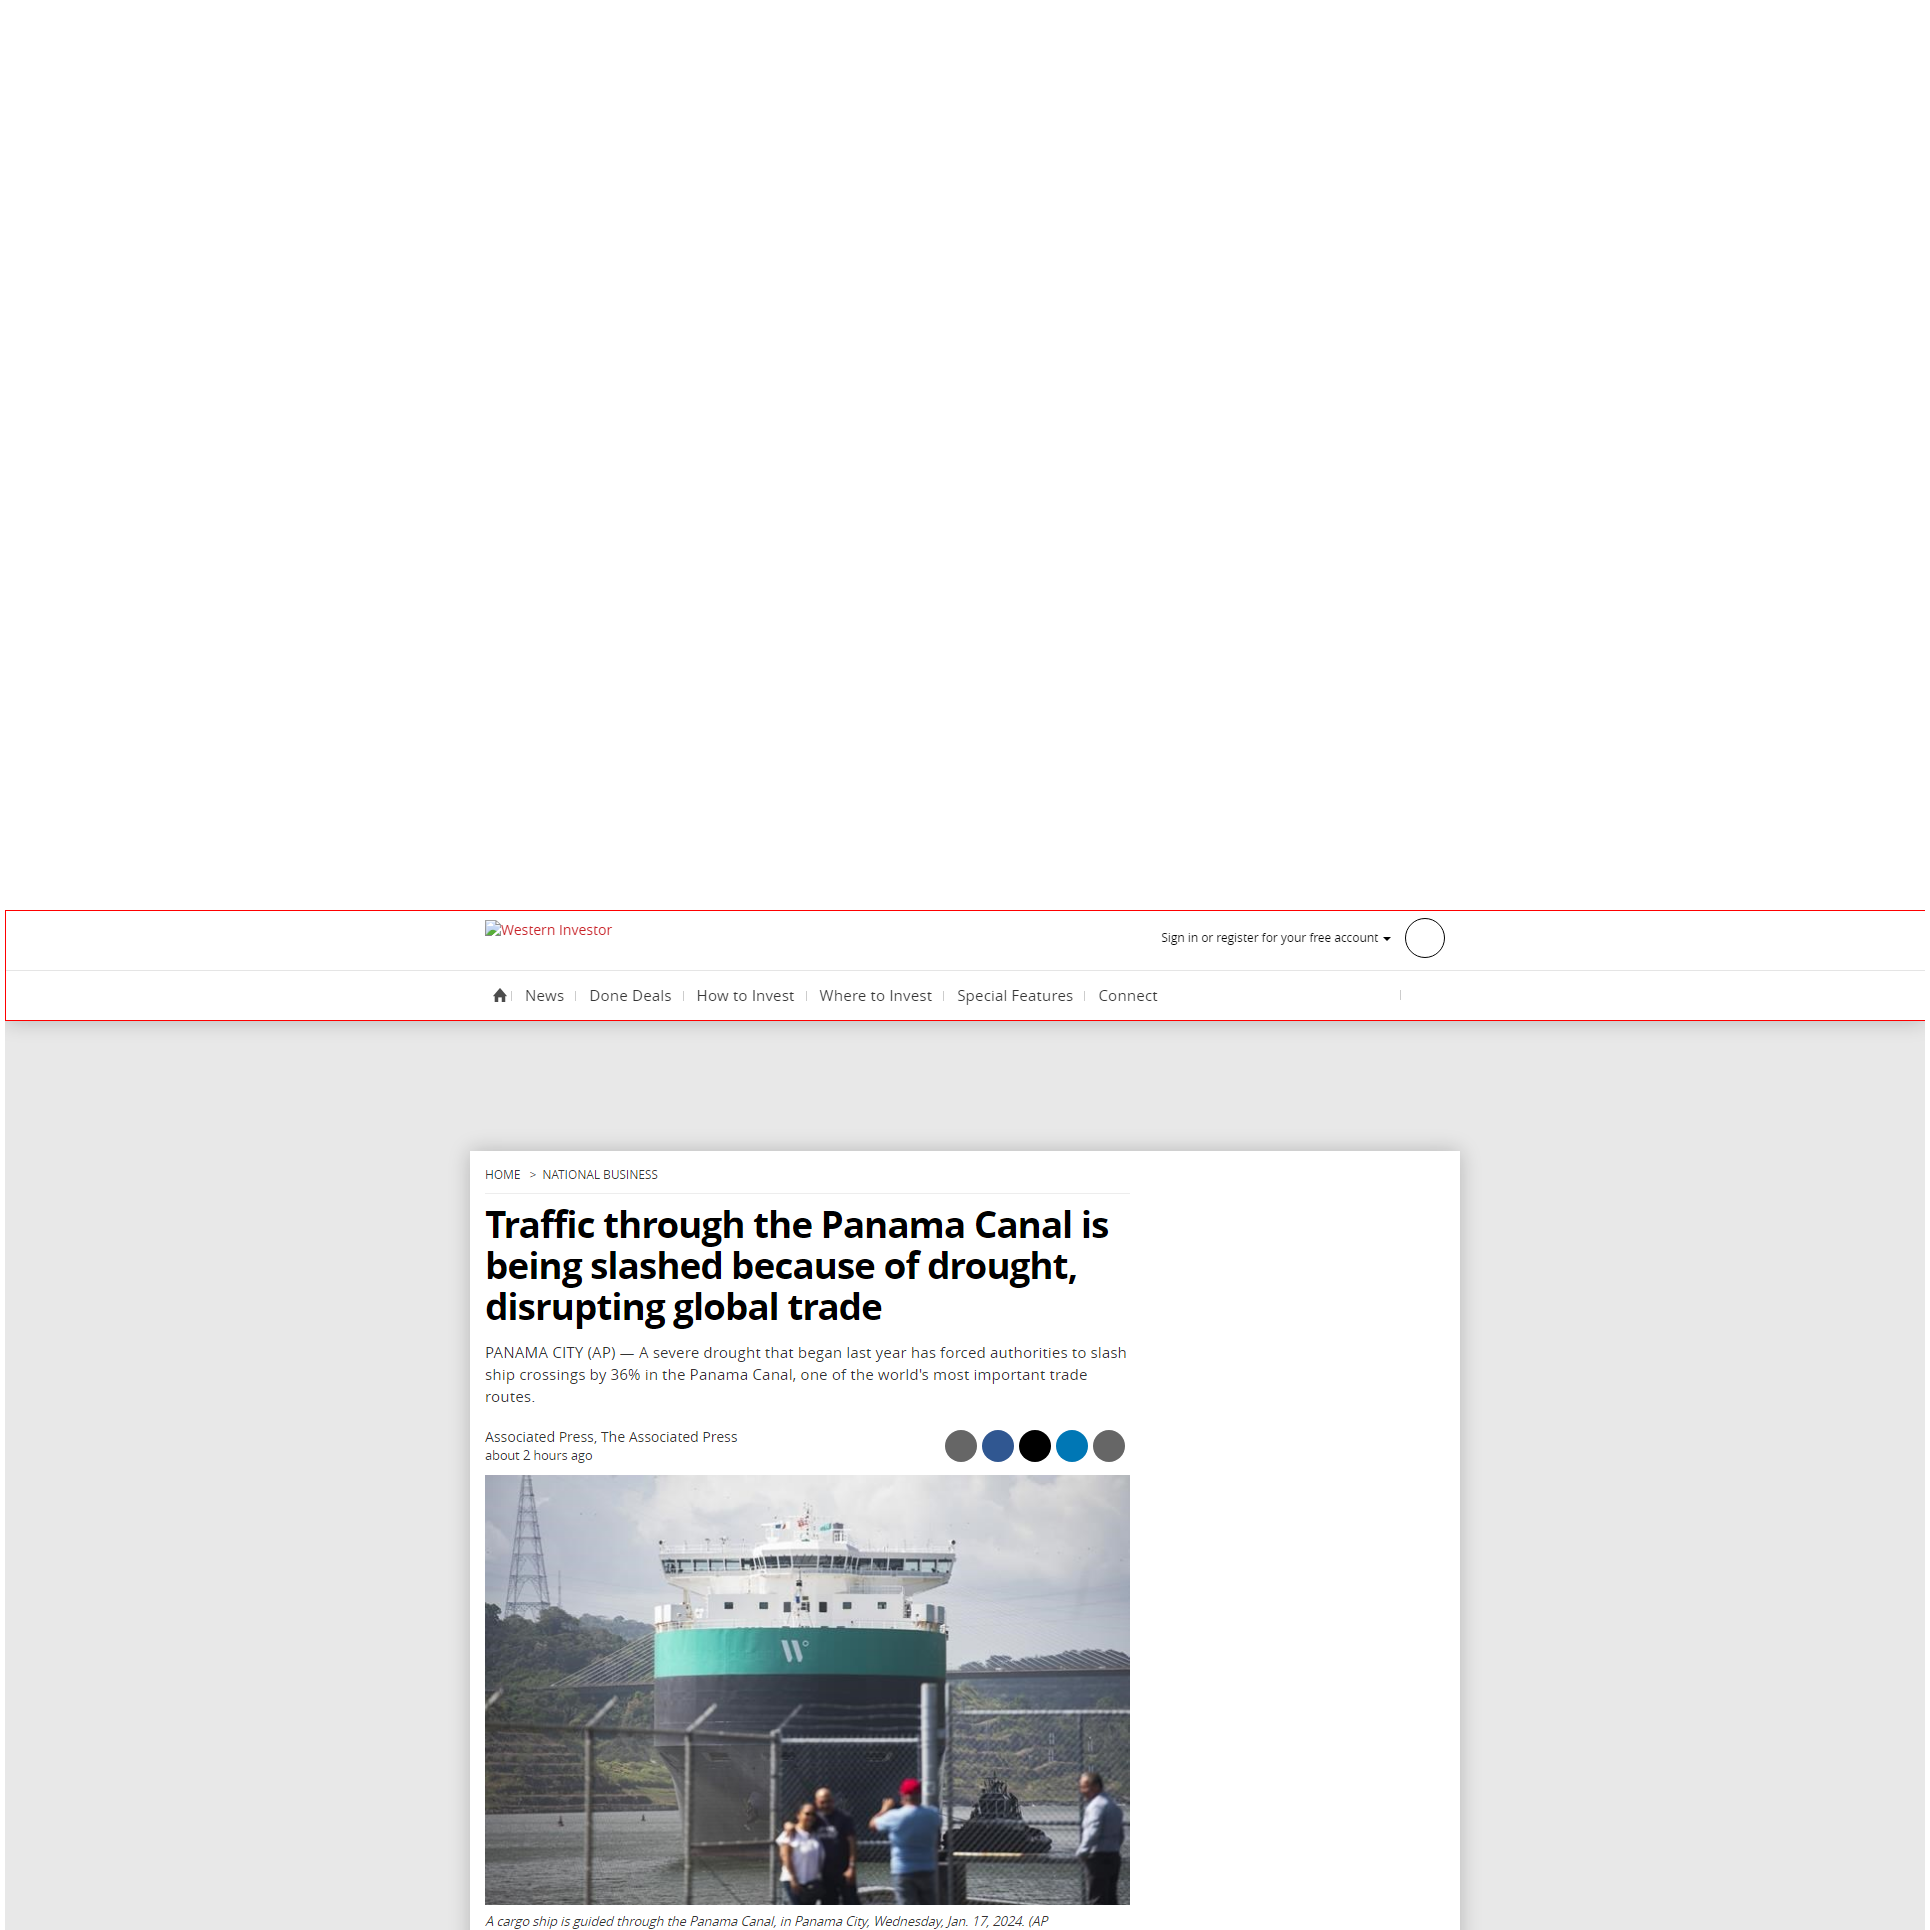 Western Investor
Sign in or register for your free account
News
Done Deals
How to Invest
Where to Invest
Special Features
Connect
HOME > NATIONAL BUSINESS
Traffic through the Panama Canal is
being slashed because of drought,
disrupting global trade
PANAMA CITY (AP) — A severe drought that began last year has forced authorities to slash
ship crossings by 36% in the Panama Canal, one of the world's most important trade
routes.
Associated Press, The Associated Press
about 2 hours ago
W
A cargo ship is guided through the Panama Canal, in Panama City, Wednesday, Jan. 17, 2024. (AP